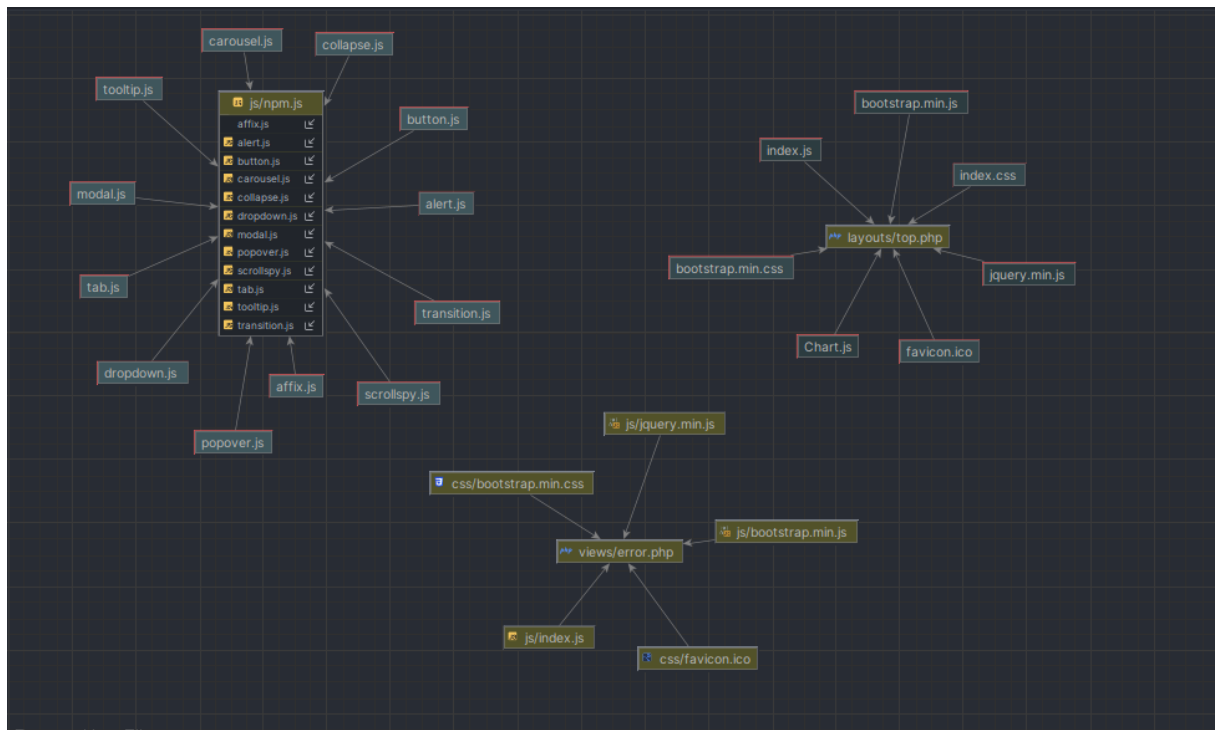 carousel.js
collapse.js
tooltip.js
js/npm.js
affix.js
alert.js
button.js
carousel.js
collapse.js
dropdown.js
modal.js
popover.js
scrollspy.js
tab.js
tooltip.js
transition.js
button.js
modal.js
alert.js
tab.js
transition.js
dropdown.js
affix.js
scrollspy.js
popover.js
bootstrap.min.js
index.js
index.css
layouts/top.php
bootstrap.min.css
jquery.min.js
Chart.js
favicon.ico
js/jquery.min.js
css/bootstrap.min.css
js/bootstrap.min.js
php views/error.php
js/index.js
css/favicon.ico